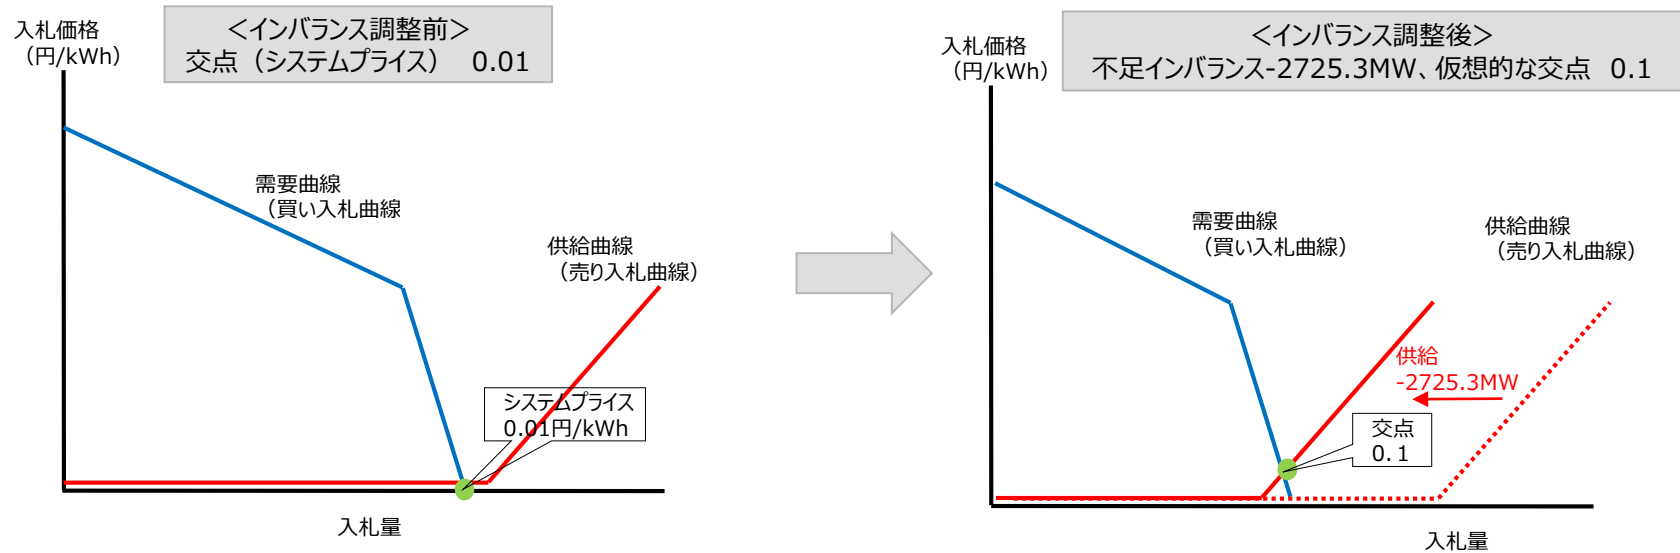 <インバランス調整前>
交点（システムプライス） 0.01
入札価格
（円/kWh）
需要曲線
（買い入札曲線
供給曲線
（売り入札曲線）
システムプライス
0.01円/kWh
入札量
<インバランス調整後>
不足インバランス-2725.3MW、仮想的な交点 0.1
入札価格
（円/kWh）
需要曲線
（買い入札曲線）
供給曲線
（売り入札曲線）
供給
-2725.3MW
交点
0.1
入札量